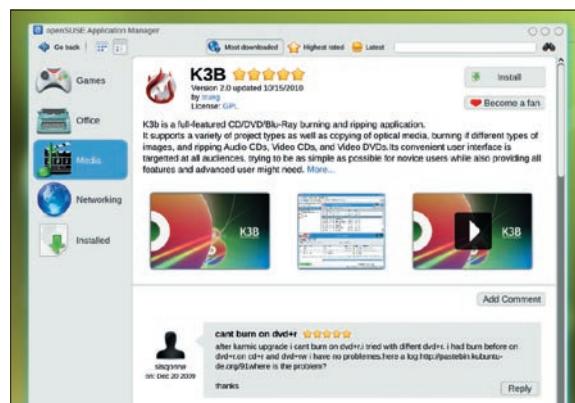 openSUSE Application Manager
Go back
Most downloaded
Highest rated
Latest
Games
Office
Media
Networking
Installed
K3B
Version 2.0 updated 10/15/2010
by
License: GPL
Install
Become a fan
K3b is a full-featured CD/DVD/Blu-Ray burning and ripping application.
It supports a variety of project types as well as copying of optical media, burning if different types of
images, and ripping Audio CDs, Video CDs, and Video DVDs.Its convenient user interface is
targeted at all audiences, trying to be as simple as possible for novice users while also providing all
features and advanced user might need. More...
K3B
K3B
Add Comment
cant burn on dvd+r
after karmic upgrade i cant burn on dvd+r.i tried with diffent dvd+r. i had burn before on
dvd+r.on cd+r and dvd+rw i have no problemes.here a log:http://pastebin.kubuntu-
de.org/91where is the problem?
thanks
on: Dec 20 2009
Reply